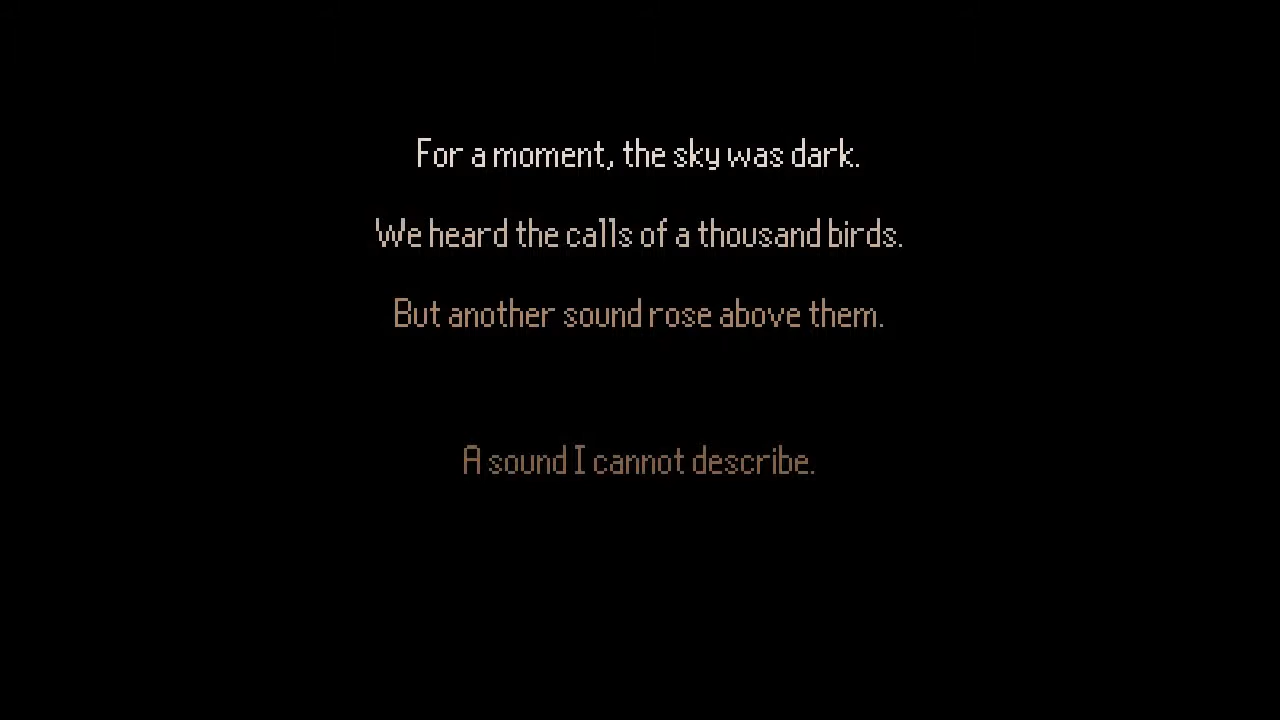 For a moment, the sky was dark.
We heard the calls of a thousand birds.
But another sound rose above them.
A sound I cannot describe.